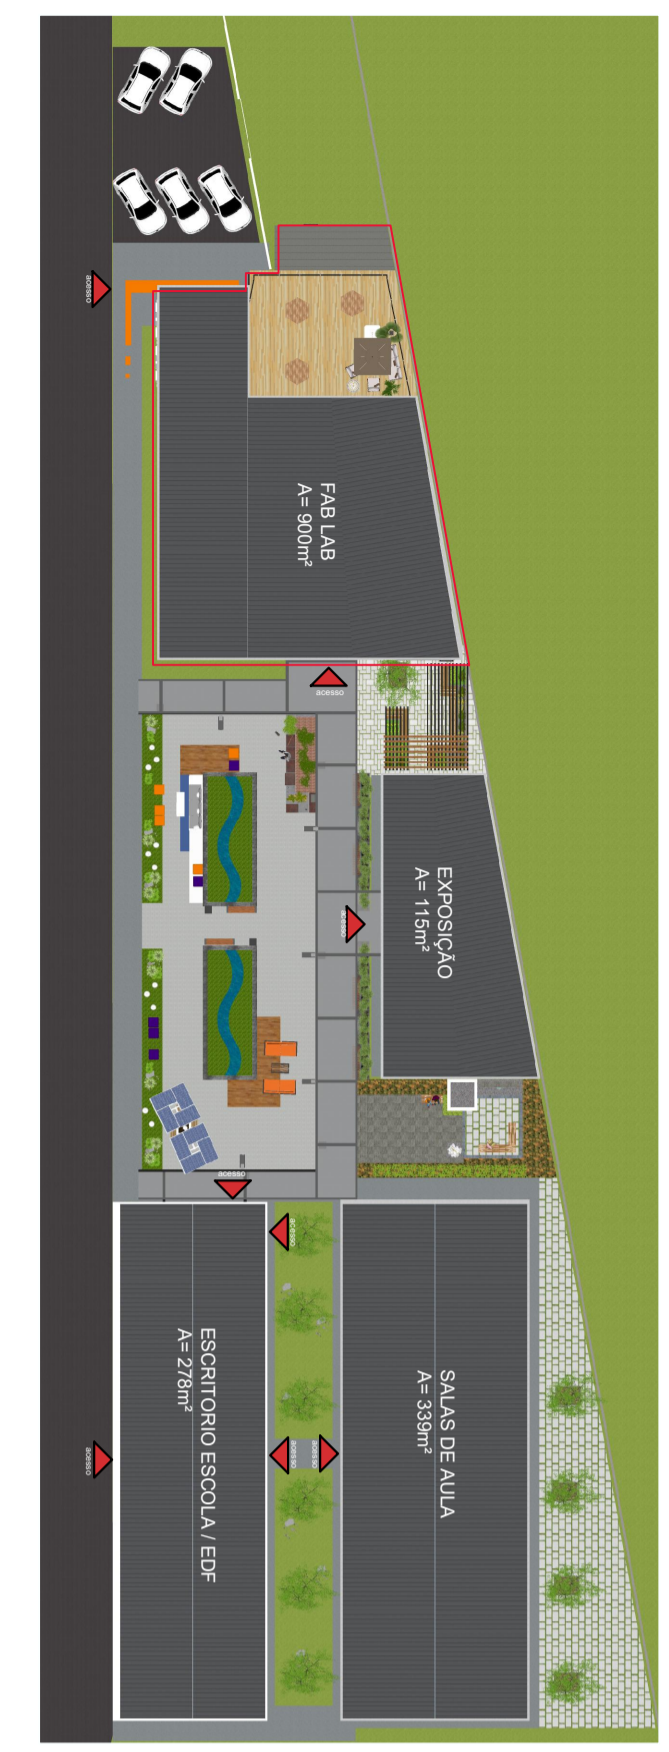 acesso
FAB LAB
A= 900m²
acesso
EXPOSIÇÃO
A= 115m²
acesso
acesso
acesso
ESCRITORIO ESCOLA / EDF
A= 278m²
SALAS DE AULA
A= 339m²
acesso
acesso
acesso